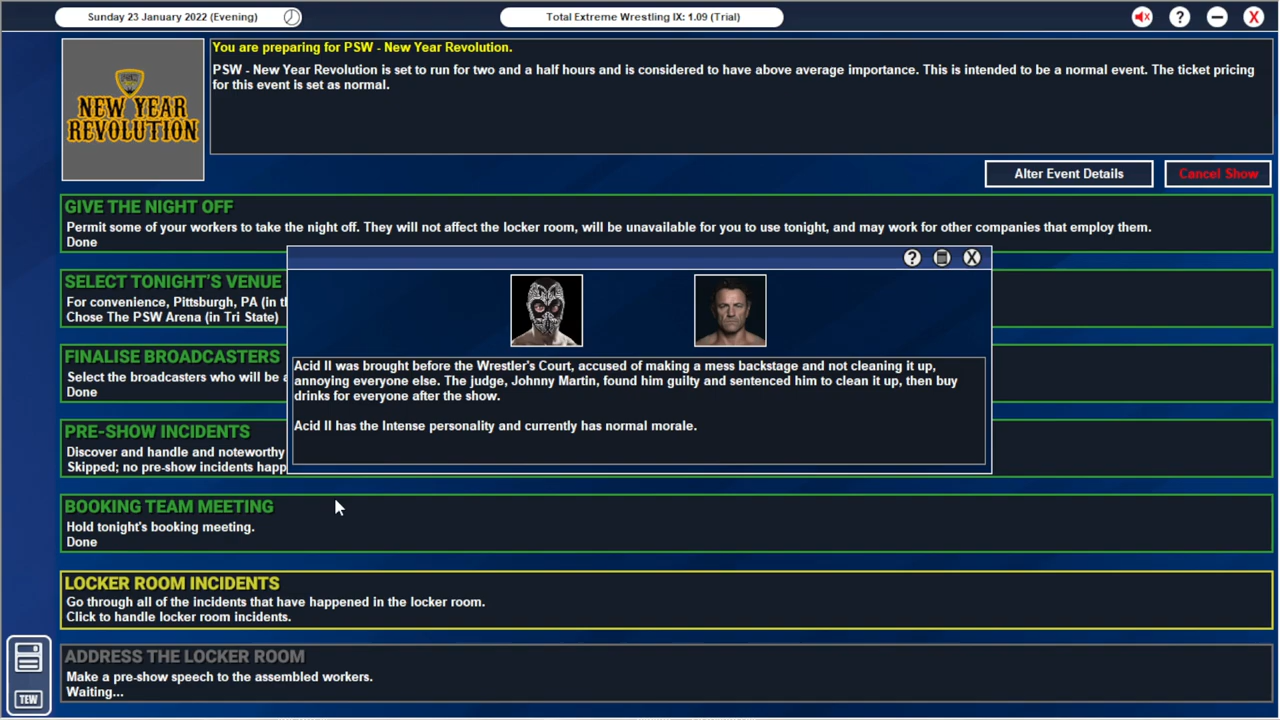 Sunday 23 January 2022 (Evening)
Total Extreme Wrestling IX: 1.09 (Trial)
?
X
PSW
NEW YEAR
REVOLUTION
You are preparing for PSW - New Year Revolution.
PSW - New Year Revolution is set to run for two and a half hours and is considered to have above average importance. This is intended to be a normal event. The ticket pricing
for this event is set as normal.
Alter Event Details
Cancel Show
GIVE THE NIGHT OFF
Permit some of your workers to take the night off. They will not affect the locker room, will be unavailable for you to use tonight, and may work for other companies that employ them.
Done
SELECT TONIGHT'S VENUE
For convenience, Pittsburgh, PA (in t
Chose The PSW Arena (in Tri State)
FINALISE BROADCASTERS
Select the broadcasters who will be a
Done
PRE-SHOW INCIDENTS
Discover and handle and noteworthy
Skipped; no pre-show incidents happ
? X
Acid II was brought before the Wrestler's Court, accused of making a mess backstage and not cleaning it up,
annoying everyone else. The judge, Johnny Martin, found him guilty and sentenced him to clean it up, then buy
drinks for everyone after the show.
Acid II has the Intense personality and currently has normal morale.
BOOKING TEAM MEETING
Hold tonight's booking meeting.
Done
LOCKER ROOM INCIDENTS
Go through all of the incidents that have happened in the locker room.
Click to handle locker room incidents.
ADDRESS THE LOCKER ROOM
Make a pre-show speech to the assembled workers.
Waiting...
TEW